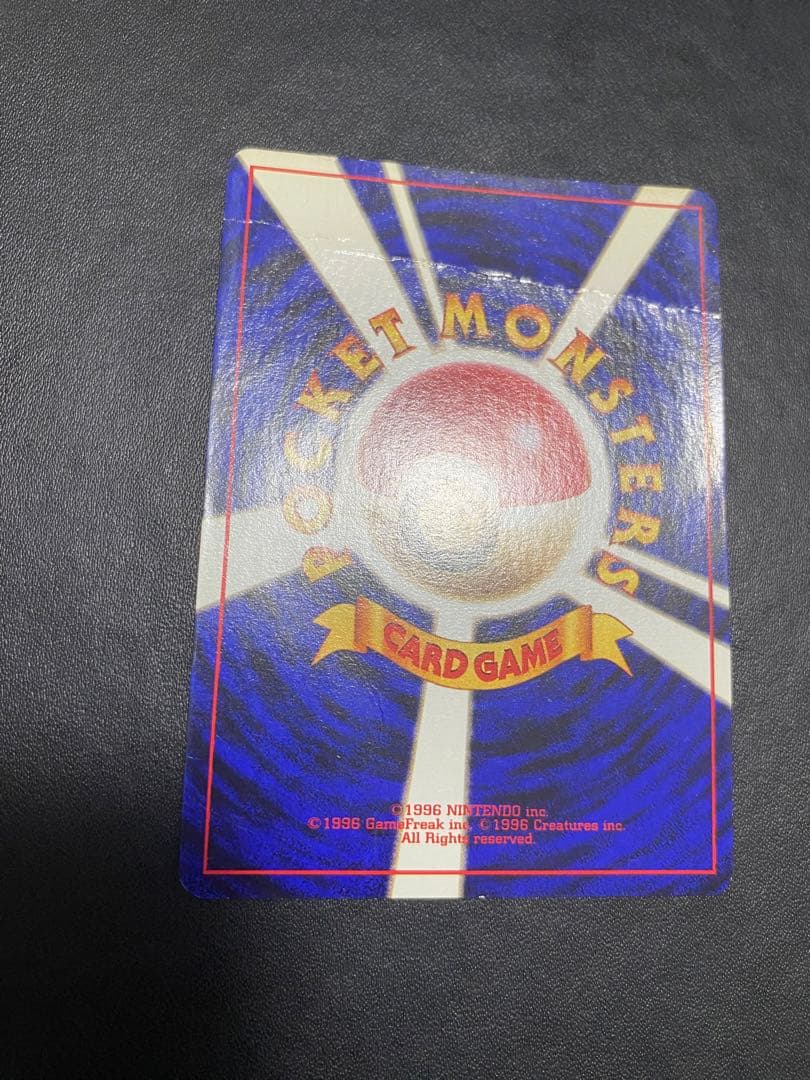 POCKET MONSTERS
CARD GAME
©1996 NINTENDO inc.
©1996 GameFreak inc. ©1996 Creatures inc.
All Rights reserved.